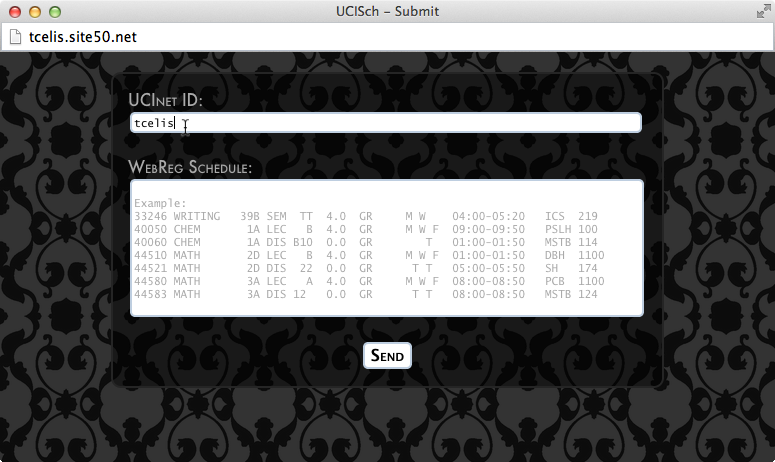 UCISch – Submit
tcelis.site50.net
UCInet ID:
tcelis
WebReg Schedule:
Example:
33246 WRITING   39B SEM  TT  4.0  GR     M W    04:00-05:20   ICS  219
40050 CHEM       1A LEC   B  4.0  GR     M W F  09:00-09:50   PSLH 100
40060 CHEM       1A DIS B10  0.0  GR        T   01:00-01:50   MSTB 114
44510 MATH       2D LEC   B  4.0  GR     M W F  01:00-01:50   DBH  1100
44521 MATH       2D DIS  22  0.0  GR      T T   05:00-05:50   SH   174
44580 MATH       3A LEC   A  4.0  GR     M W F  08:00-08:50   PCB  1100
44583 MATH       3A DIS 12   0.0  GR      T T   08:00-08:50   MSTB 124
Send